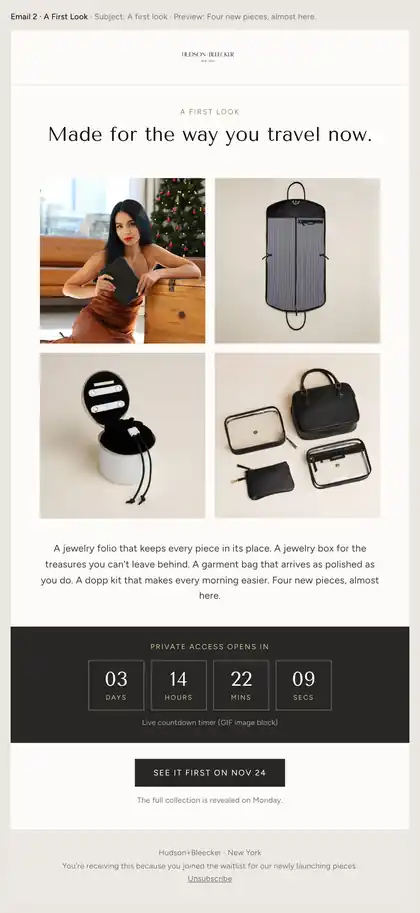 Email 2 · A First Look · Subject: A first look · Preview: Four new pieces, almost here.
HUDSON+BLEECKER
NEW YORK
A FIRST LOOK
Made for the way you travel now.
A jewelry folio that keeps every piece in its place. A jewelry box for the
treasures you can't leave behind. A garment bag that arrives as polished as
you do. A dopp kit that makes every morning easier. Four new pieces, almost
here.
PRIVATE ACCESS OPENS IN
03 14 22 09
DAYS HOURS MINS SECS
Live countdown timer (GIF image block)
SEE IT FIRST ON NOV 24
The full collection is revealed on Monday.
Hudson+Bleecker · New York
You're receiving this because you joined the waitlist for our newly launching pieces.
Unsubscribe